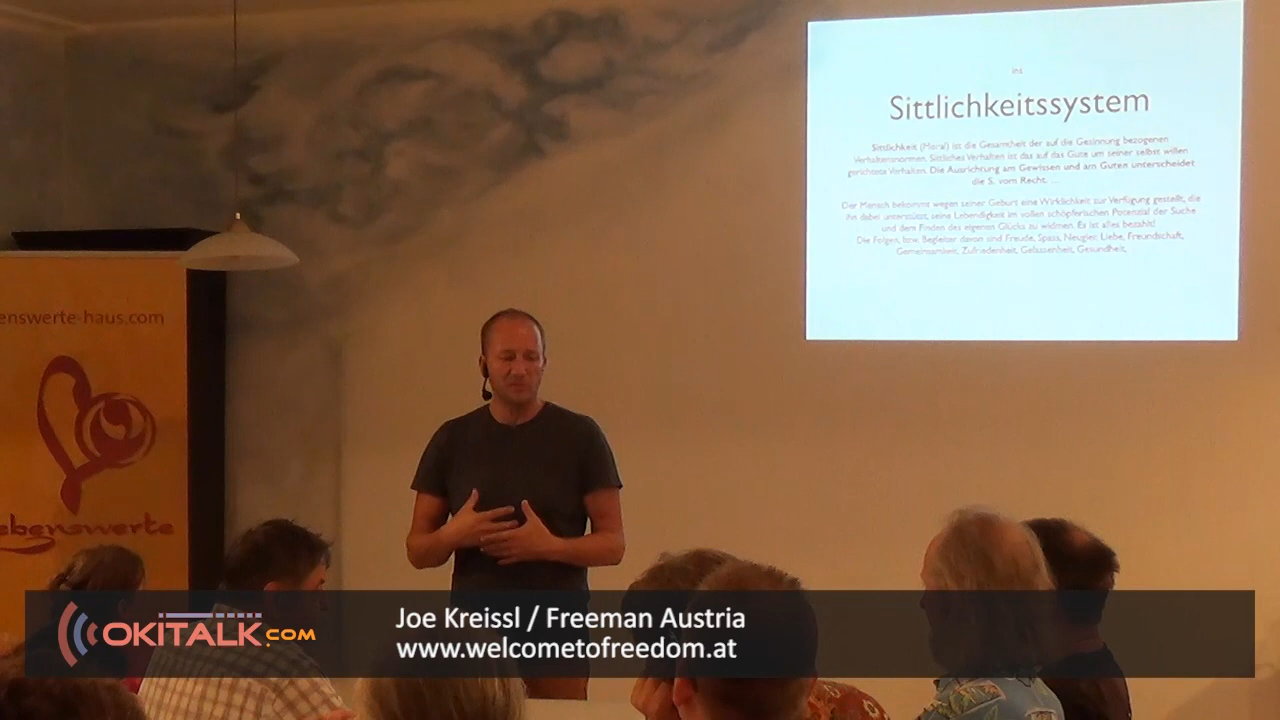 Sittlichkeitssystem
Sittlichkeit (Moral) ist die Gesamtheit der auf die Gesinnung bezogenen
Verhaltensnormen. Sittliches Verhalten ist das auf das Gute um seiner selbst willen
gerichtete Verhalten. Die Ausrichtung am Gewissen und am Guten unterscheidet
die S. vom Recht. ...
Der Mensch bekommt wegen seiner Geburt eine Wirklichkeit zur Verfügung gestellt, die
ihn dabei unterstützt, seine Lebendigkeit im vollen schöpferischen Potenzial der Suche
und dem Finden des eigenen Glücks zu widmen. Es ist alles bezahlt!
Die Folgen, bzw. Begleiter davon sind Freude, Spass, Neugier, Liebe, Freundschaft,
Gemeinsamkeit, Zufriedenheit, Gelassenheit, Gesundheit,
enswerte-haus.com
ebenswerte
OKITALK.COM
Joe Kreissl / Freeman Austria
www.welcometofreedom.at